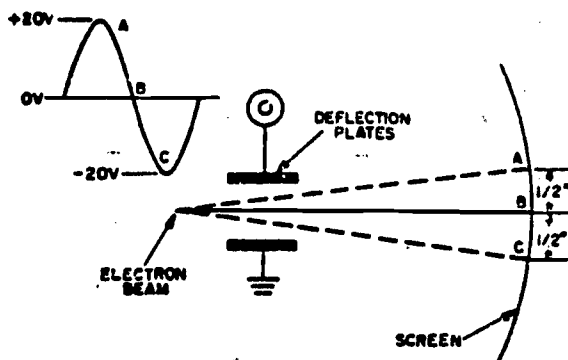 +20V
A
0V
B
C
-20V
DEFLECTION
PLATES
A
1/2"
B
1/2"
C
ELECTRON
BEAM
SCREEN